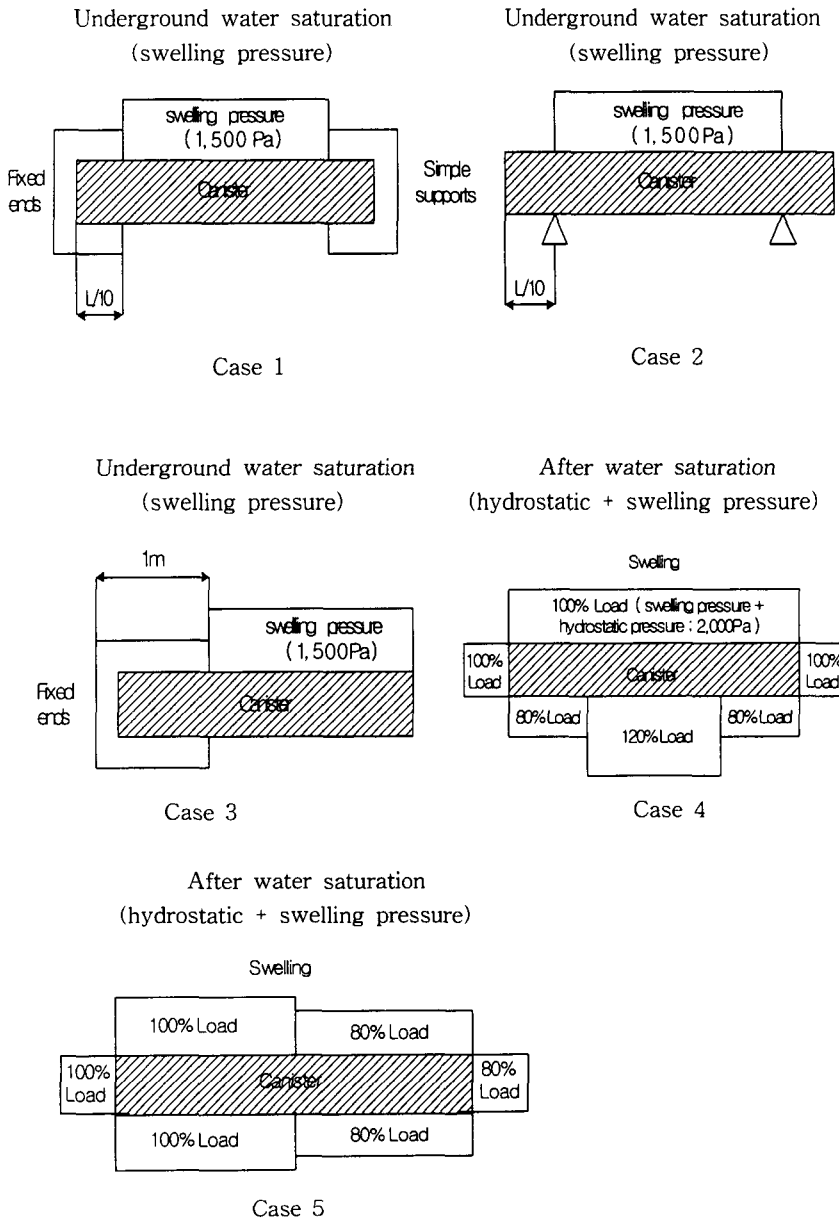 Underground water saturation
(swelling pressure)
swelling pressure
(1,500 Pa)
Fixed
ends
Canister
L/10
Case 1
Underground water saturation
(swelling pressure)
swelling pressure
(1,500Pa)
Simple
supports
Canister
L/10
Case 2
Underground water saturation
(swelling pressure)
1m
swelling pressure
(1,500Pa)
Fixed
ends
Canister
Case 3
After water saturation
(hydrostatic + swelling pressure)
Swelling
100% Load ( swelling pressure +
hydrostatic pressure : 2,000Pa)
100%
Load
Canister
100%
Load
80% Load
120% Load
80% Load
Case 4
After water saturation
(hydrostatic + swelling pressure)
Swelling
100% Load
80% Load
100%
Load
Canister
80%
Load
100% Load
80% Load
Case 5